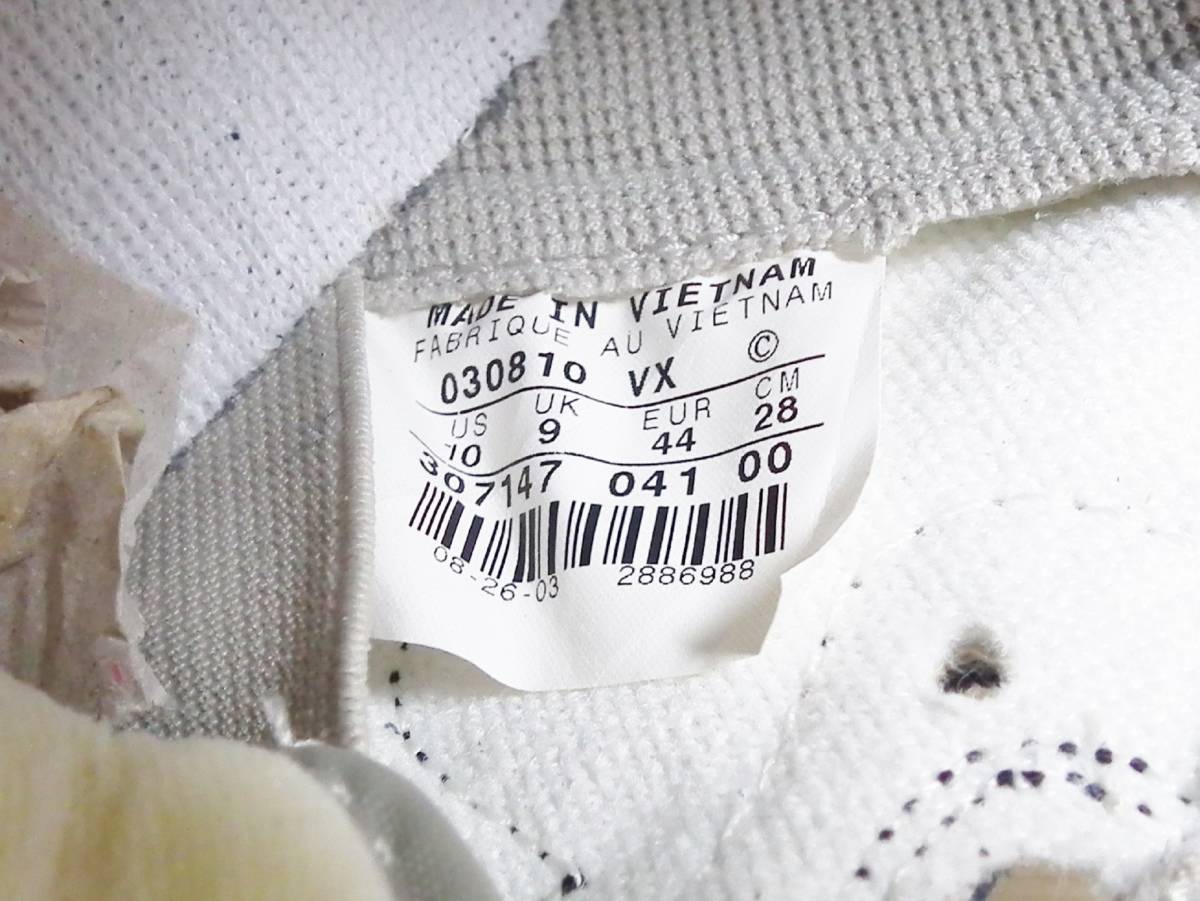 MADE IN VIETNAM
FABRIQUE AU VIETNAM
030810 VX ©
US UK EUR CM
10 9 44 28
307147 041 00
08-26-03 2886988